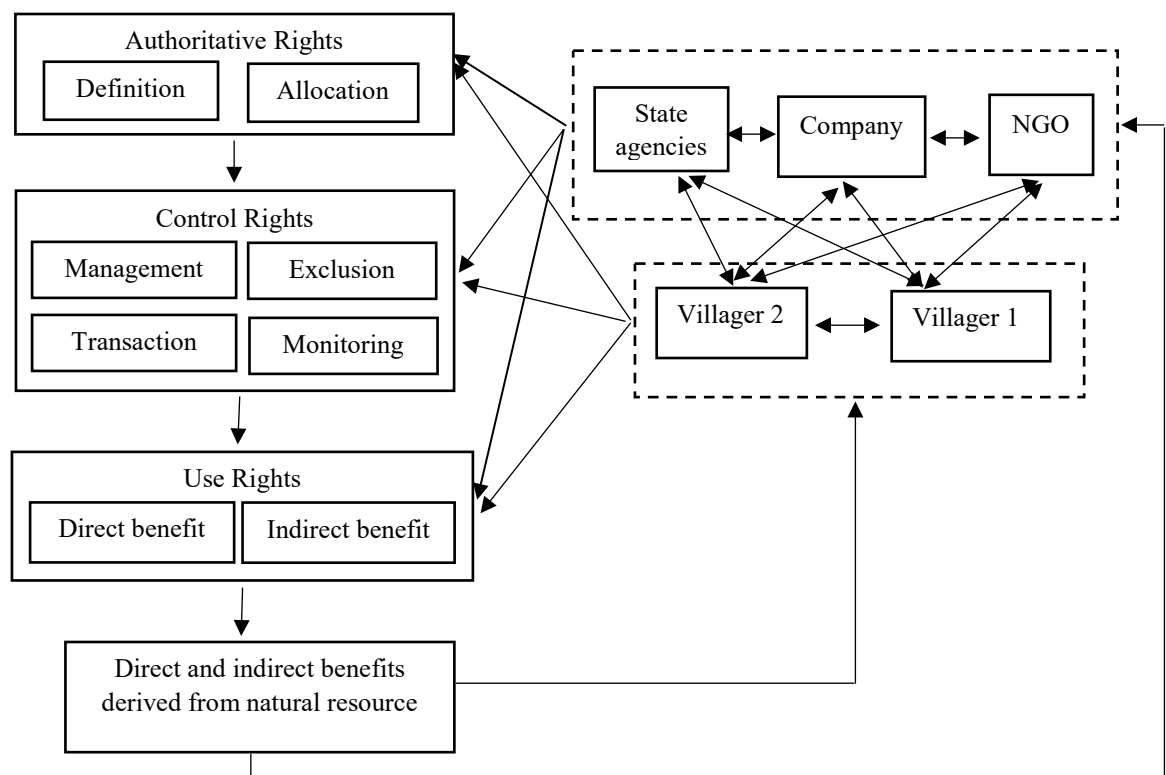 Authoritative Rights
Definition
Allocation
Control Rights
Management
Exclusion
Transaction
Monitoring
Use Rights
Direct benefit
Indirect benefit
Direct and indirect benefits
derived from natural resource
State
agencies
Company
NGO
Villager 2
Villager 1